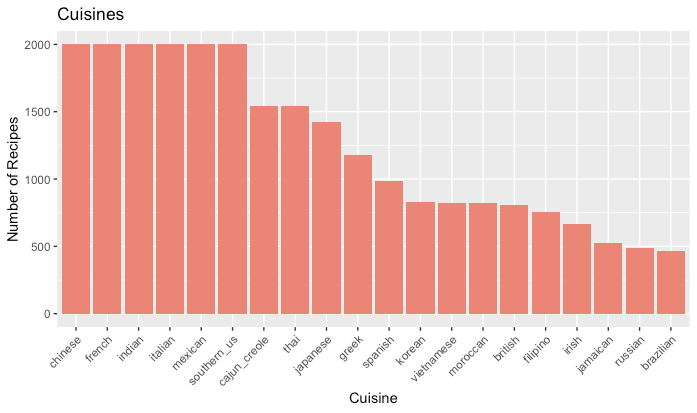 Cuisines
Number of Recipes
2000
1500
1000
500
0
chinese
french
indian
italian
mexican
southern_us
cajun_creole
thai
japanese
greek
spanish
korean
vietnamese
moroccan
british
filipino
irish
jamaican
russian
brazilian
Cuisine